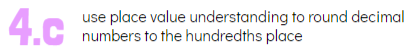 4.c use place value understanding to round decimal
numbers to the hundredths place